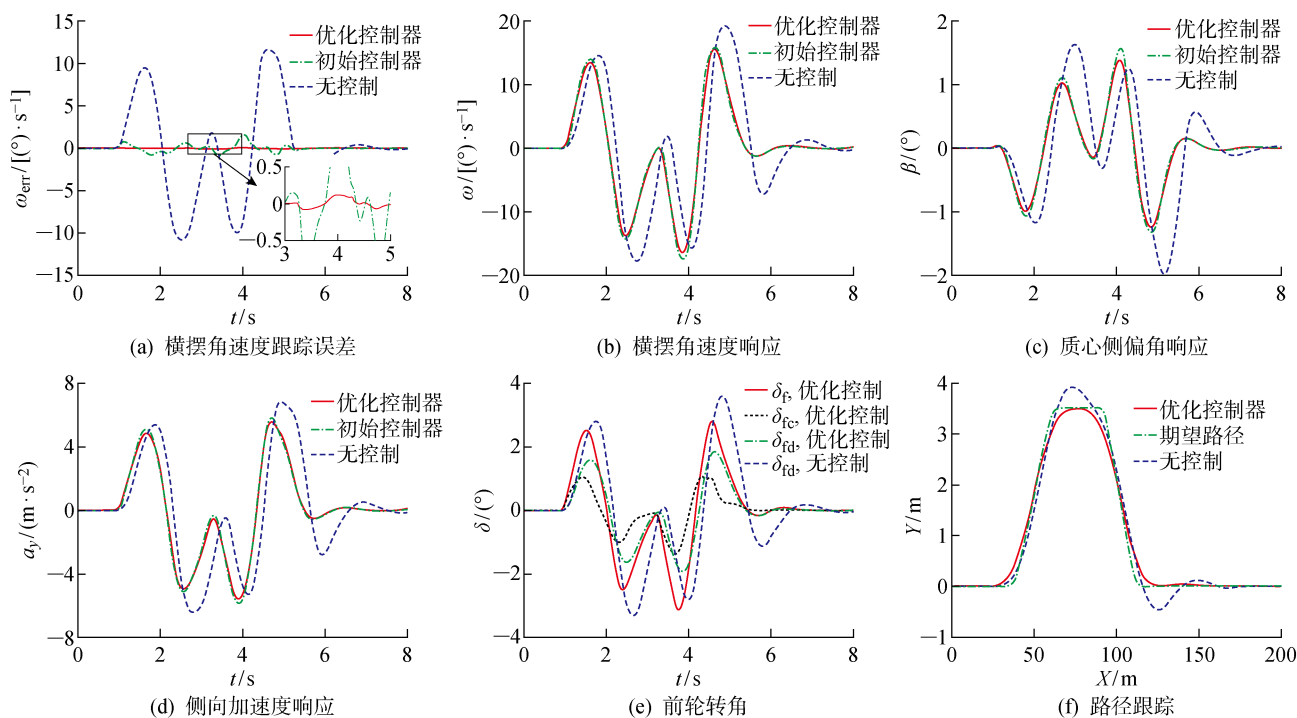 15
10
5
0
−5
−10
−15
ω_err/[(°)·s⁻¹]
优化控制器
初始控制器
无控制
0.5
0
−0.5
3
4
5
0
2
4
6
8
t/s
(a) 横摆角速度跟踪误差
20
10
0
−10
−20
ω/[(°)·s⁻¹]
优化控制器
初始控制器
无控制
0
2
4
6
8
t/s
(b) 横摆角速度响应
2
1
0
−1
−2
β/(°)
优化控制器
初始控制器
无控制
0
2
4
6
8
t/s
(c) 质心侧偏角响应
8
4
0
−4
−8
a_y/(m·s⁻²)
优化控制器
初始控制器
无控制
0
2
4
6
8
t/s
(d) 侧向加速度响应
4
2
0
−2
−4
δ/(°)
δ_f, 优化控制
δ_fc, 优化控制
δ_fd, 优化控制
δ_fd, 无控制
0
2
4
6
8
t/s
(e) 前轮转角
4
3
2
1
0
−1
Y/m
优化控制器
期望路径
无控制
0
50
100
150
200
X/m
(f) 路径跟踪